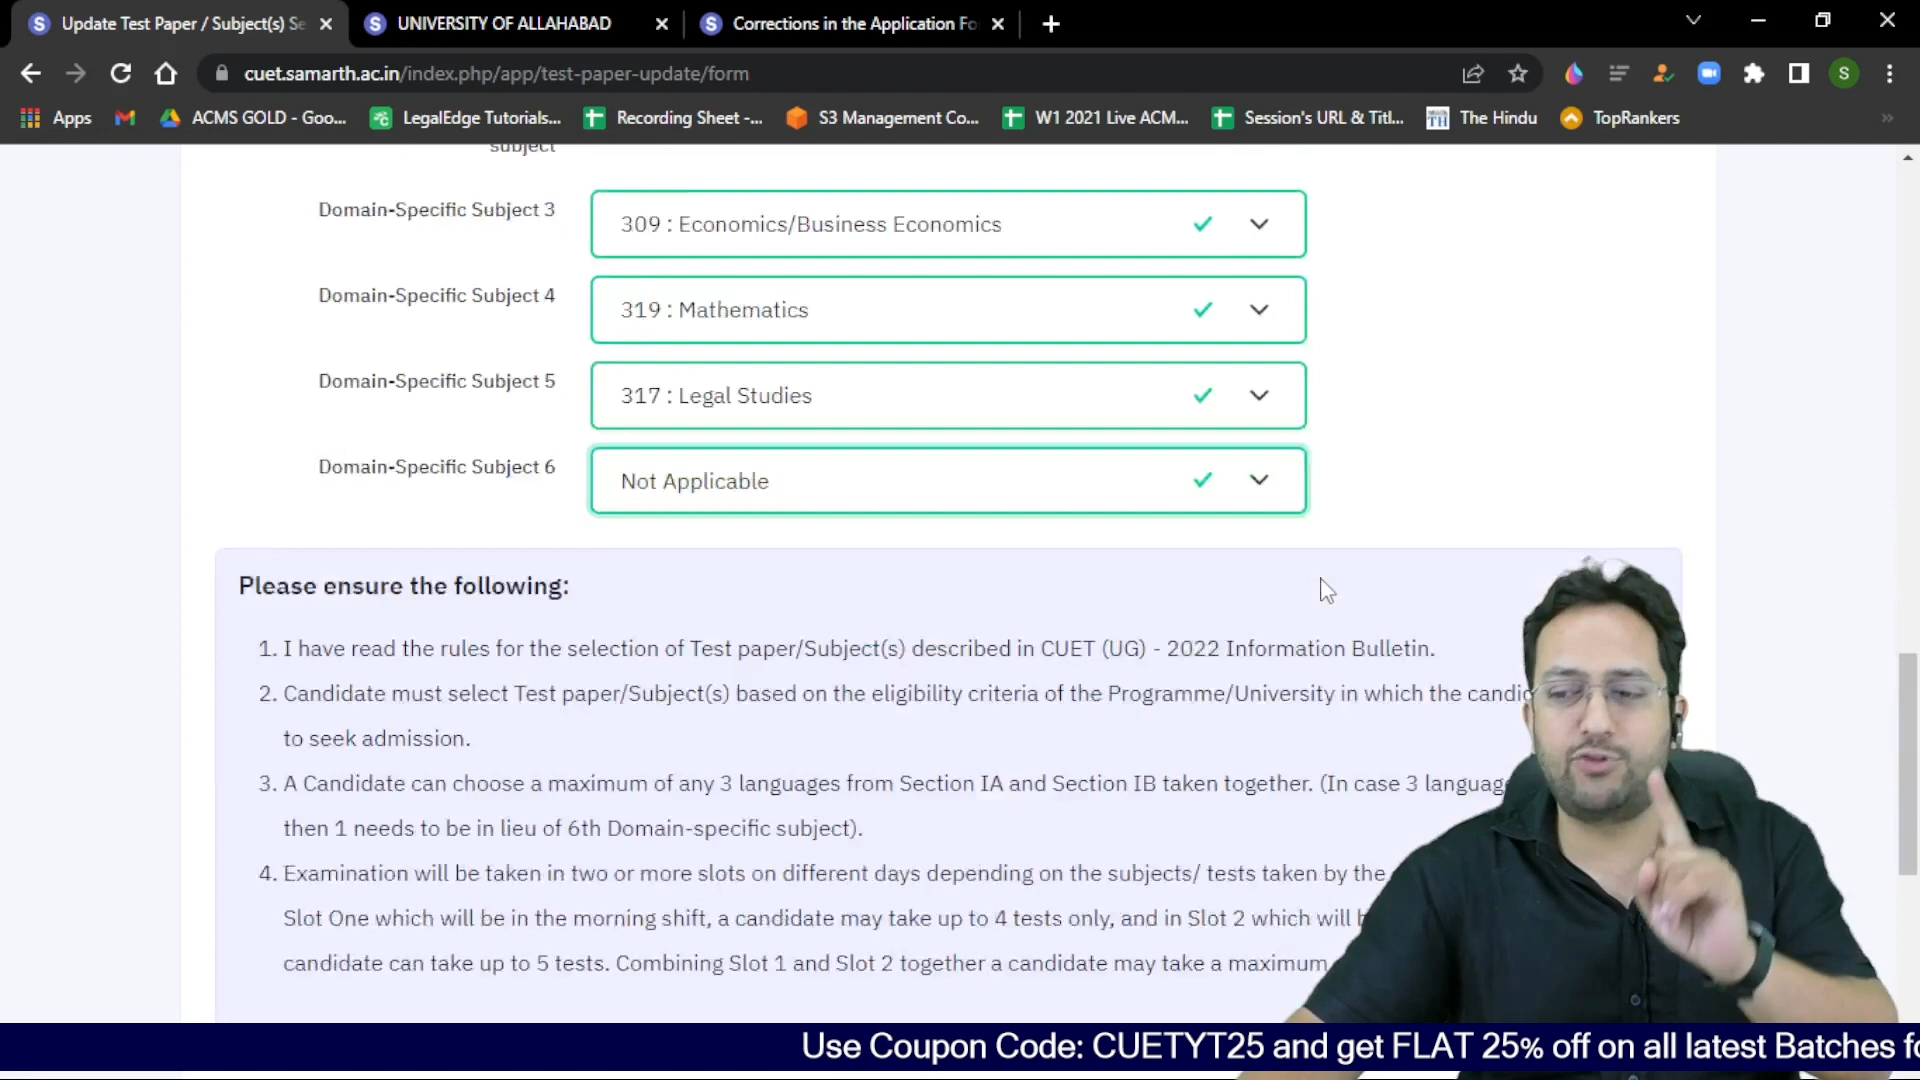 Update Test Paper / Subject(s) Se
UNIVERSITY OF ALLAHABAD
Corrections in the Application Fo
cuet.samarth.ac.in/index.php/app/test-paper-update/form
S
Apps
ACMS GOLD - Goo...
LegalEdge Tutorials...
Recording Sheet -...
S3 Management Co...
W1 2021 Live ACM...
Session's URL & Titl...
The Hindu
TopRankers
subject
Domain-Specific Subject 3
309 : Economics/Business Economics
Domain-Specific Subject 4
319 : Mathematics
Domain-Specific Subject 5
317 : Legal Studies
Domain-Specific Subject 6
Not Applicable
Please ensure the following:
1. I have read the rules for the selection of Test paper/Subject(s) described in CUET (UG) - 2022 Information Bulletin.
2. Candidate must select Test paper/Subject(s) based on the eligibility criteria of the Programme/University in which the candid
to seek admission.
3. A Candidate can choose a maximum of any 3 languages from Section IA and Section IB taken together. (In case 3 languag
then 1 needs to be in lieu of 6th Domain-specific subject).
4. Examination will be taken in two or more slots on different days depending on the subjects/ tests taken by the
Slot One which will be in the morning shift, a candidate may take up to 4 tests only, and in Slot 2 which will b
candidate can take up to 5 tests. Combining Slot 1 and Slot 2 together a candidate may take a maximum
Use Coupon Code: CUETYT25 and get FLAT 25% off on all latest Batches fo